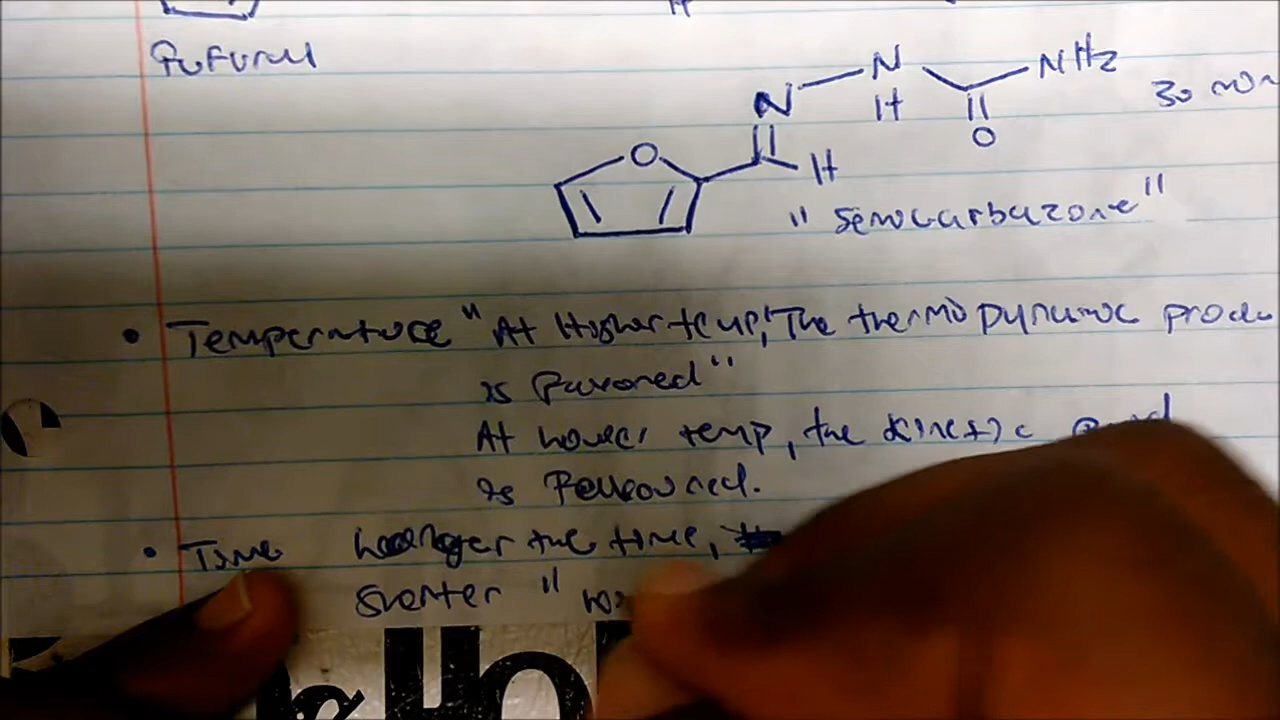 Furfural
N N NH2
H
O
O H
30 min
" Semicarbazone "
• Temperature " At Higher temp, The thermodynamic produ
is favored "
At lower temp, the kinetic
is favoured.
• Time Longer the time,
shorter "